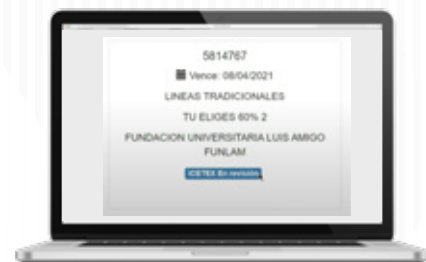 5814767
Vence: 08/04/2021
LINEAS TRADICIONALES
TU ELIGES 60% 2
FUNDACION UNIVERSITARIA LUIS AMIGO
FUNLAM
ICETEX En revisión